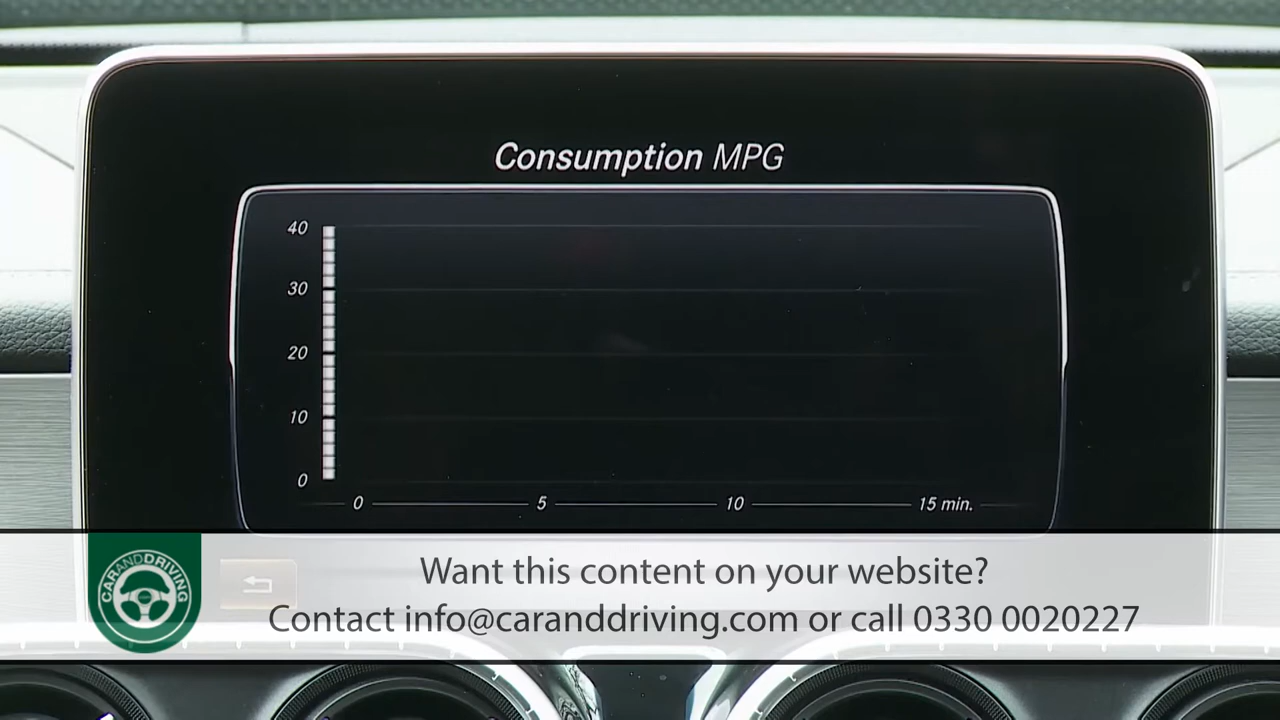 Consumption MPG
40
30
20
10
0
0 5 10 15 min.
CARANDDRIVING
Want this content on your website?
Contact info@caranddriving.com or call 0330 0020227